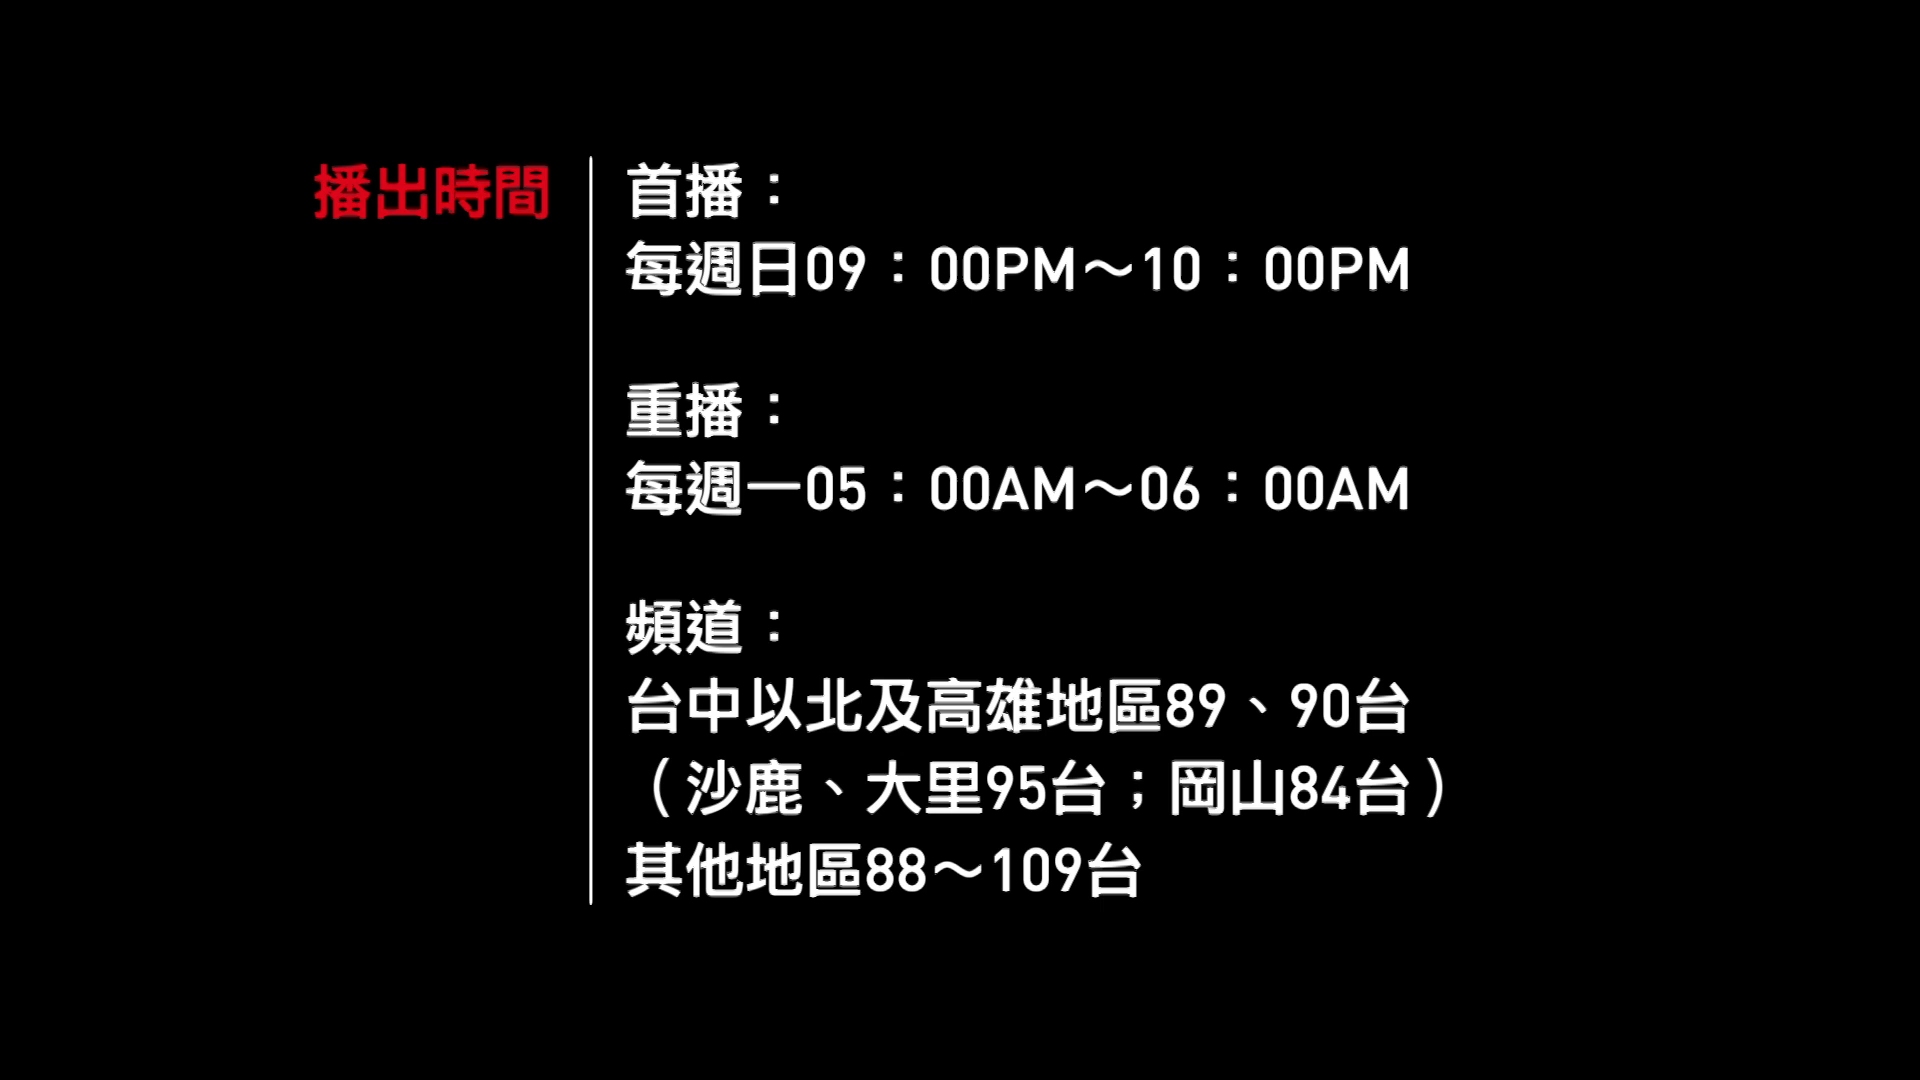 播出時間
首播：
每週日09：00PM～10：00PM
重播：
每週一05：00AM～06：00AM
頻道：
台中以北及高雄地區89、90台
（沙鹿、大里95台；岡山84台）
其他地區88～109台